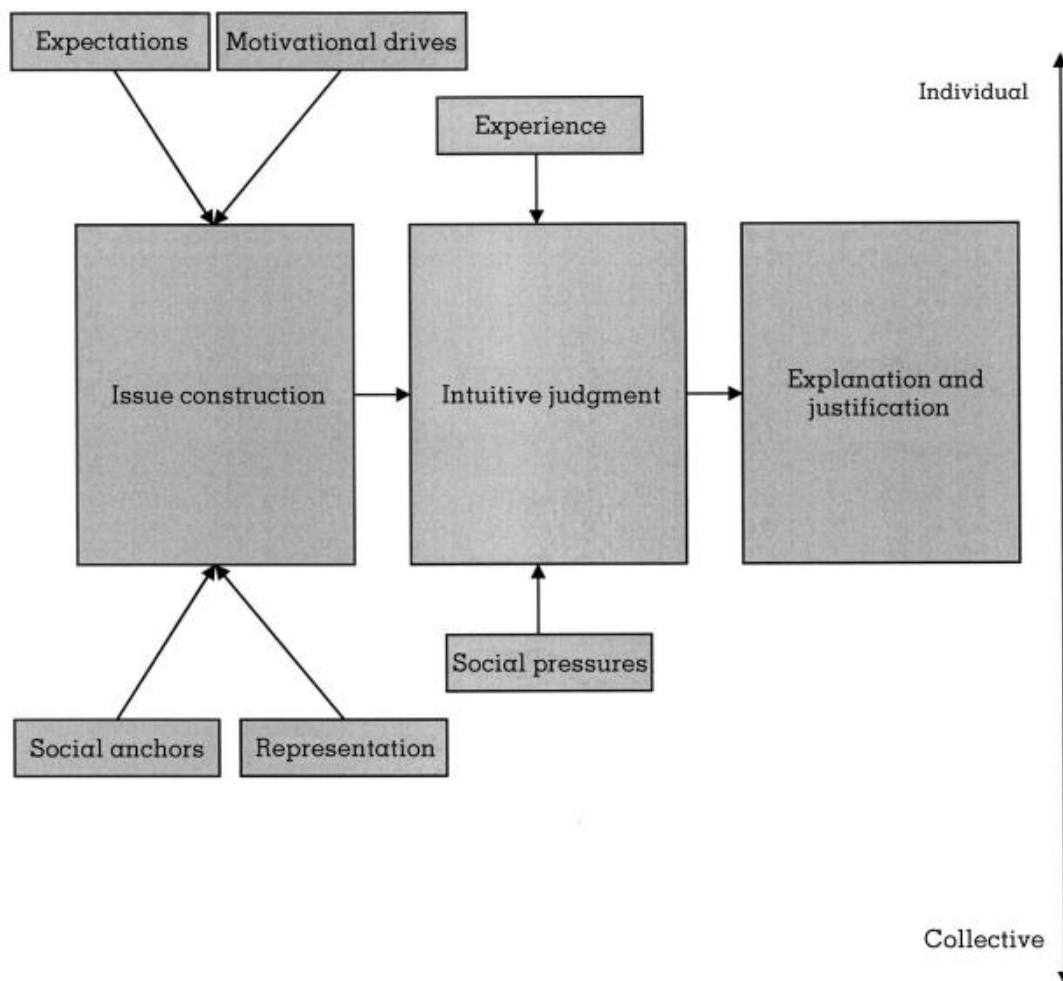 Expectations
Motivational drives
Individual
Experience
Issue construction
Intuitive judgment
Explanation and
justification
Social pressures
Social anchors
Representation
Collective